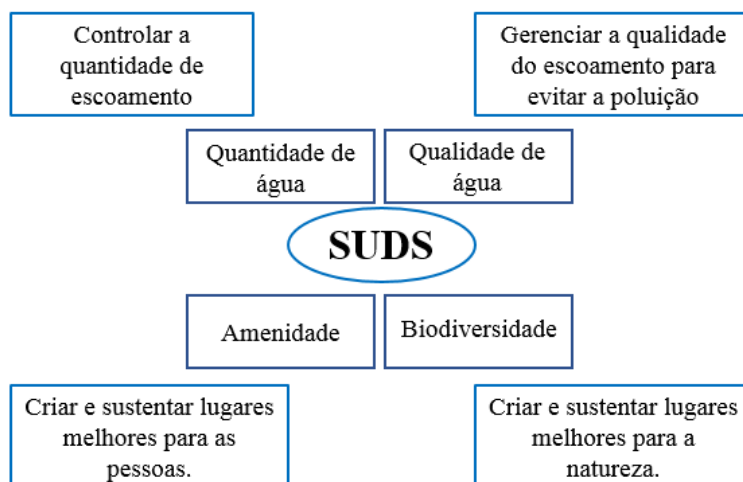 Controlar a
quantidade de
escoamento
Gerenciar a qualidade
do escoamento para
evitar a poluição
Quantidade de
água
Qualidade de
água
SUDS
Amenidade
Biodiversidade
Criar e sustentar lugares
melhores para as
pessoas.
Criar e sustentar lugares
melhores para a
natureza.